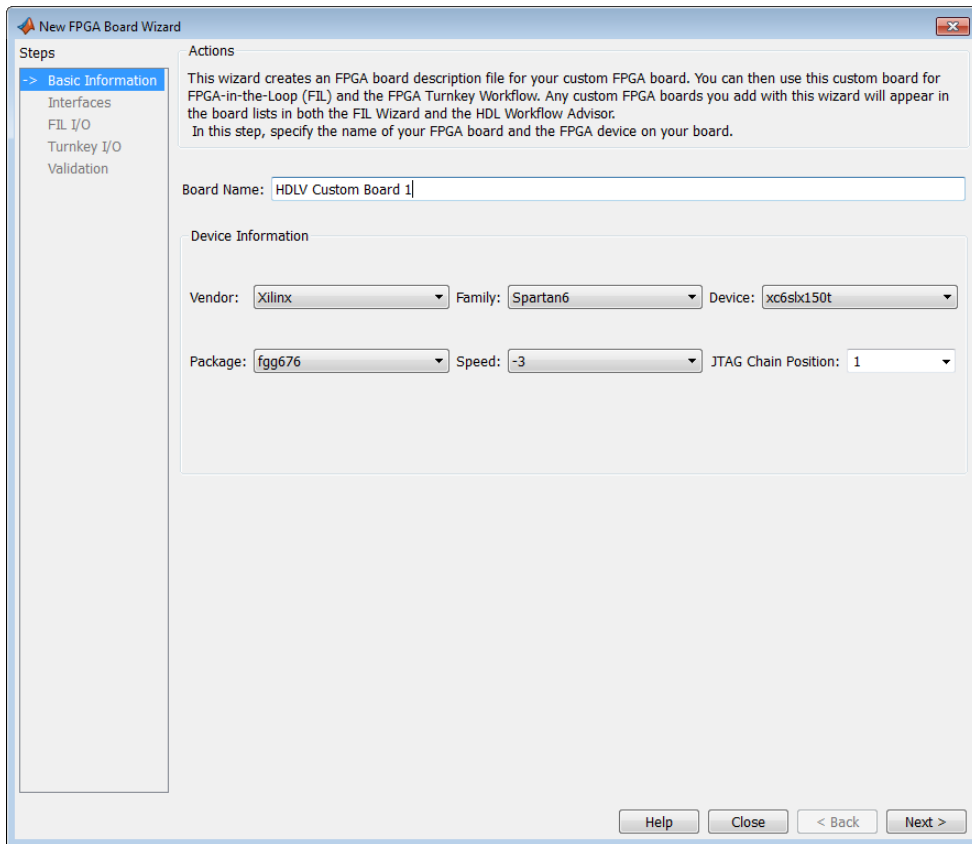 New FPGA Board Wizard
Steps
-> Basic Information
Interfaces
FIL I/O
Turnkey I/O
Validation
Actions
This wizard creates an FPGA board description file for your custom FPGA board. You can then use this custom board for
FPGA-in-the-Loop (FIL) and the FPGA Turnkey Workflow. Any custom FPGA boards you add with this wizard will appear in
the board lists in both the FIL Wizard and the HDL Workflow Advisor.
In this step, specify the name of your FPGA board and the FPGA device on your board.
Board Name: HDLV Custom Board 1
Device Information
Vendor: Xilinx Family: Spartan6 Device: xc6slx150t
Package: fgg676 Speed: -3 JTAG Chain Position: 1
Help Close < Back Next >